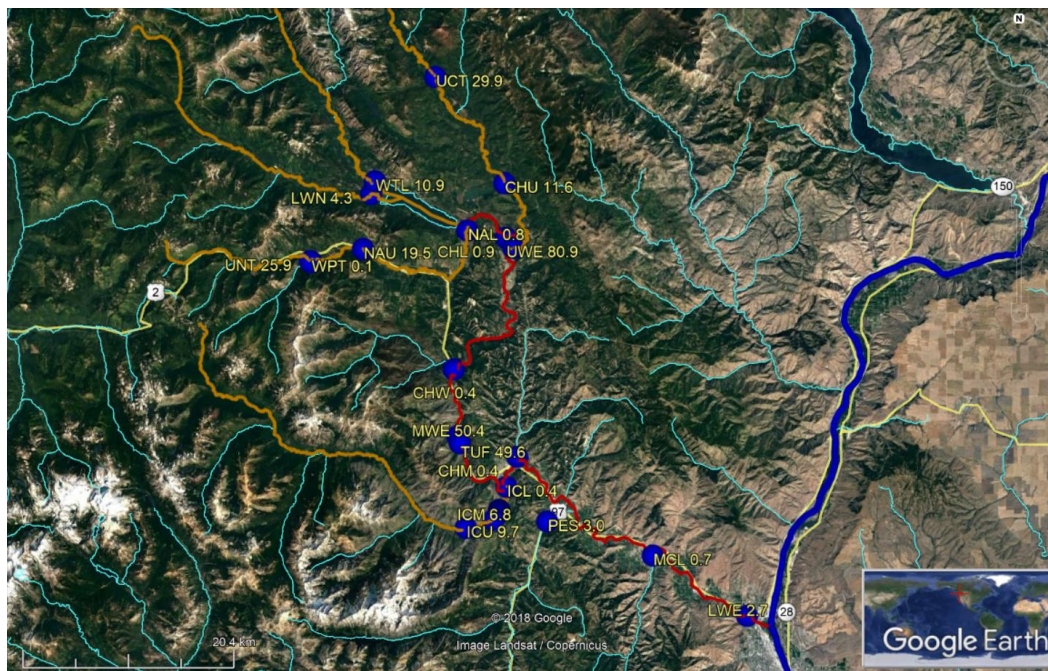 N
UCT 29.9
WTL 10.9
CHU 11.6
LWN 4.3
150
NAL 0.8
NAU 19.5
CHL 0.9
UWE 80.9
UNT 25.9
WPT 0.1
2
CHW 0.4
MWE 50.4
TUF 49.6
CHM 0.4
ICL 0.4
ICM 6.8
97
PES 3.0
ICU 9.7
MCL 0.7
LWE 2.7
28
© 2018 Google
20.4 km
Image Landsat / Copernicus
Google Earth